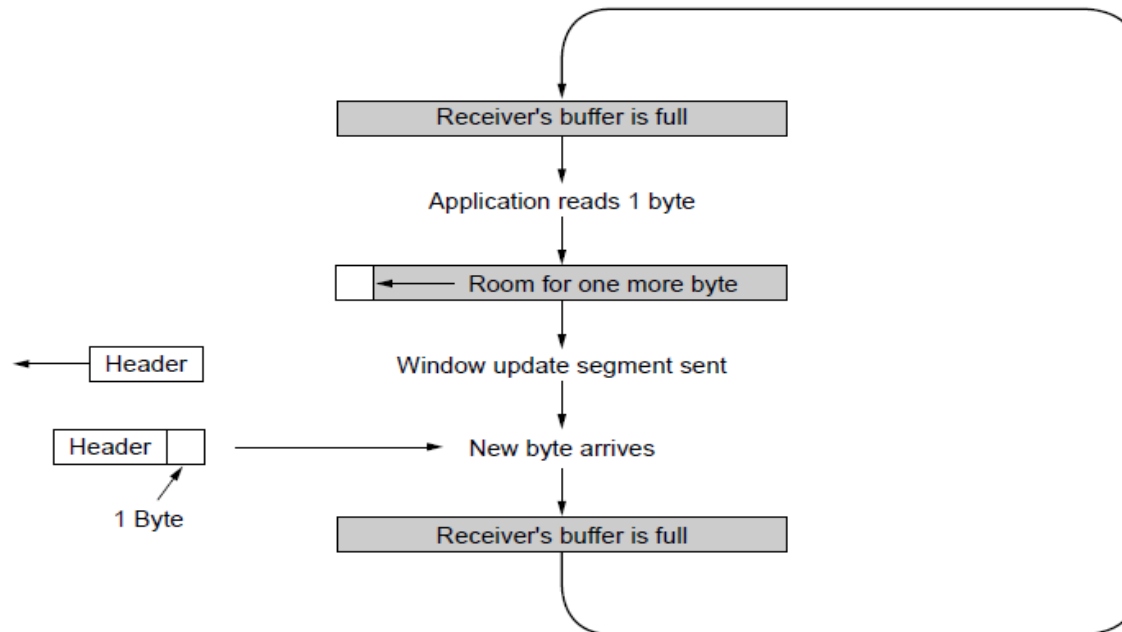 Receiver's buffer is full
Application reads 1 byte
Room for one more byte
Header
Window update segment sent
Header
New byte arrives
1 Byte
Receiver's buffer is full